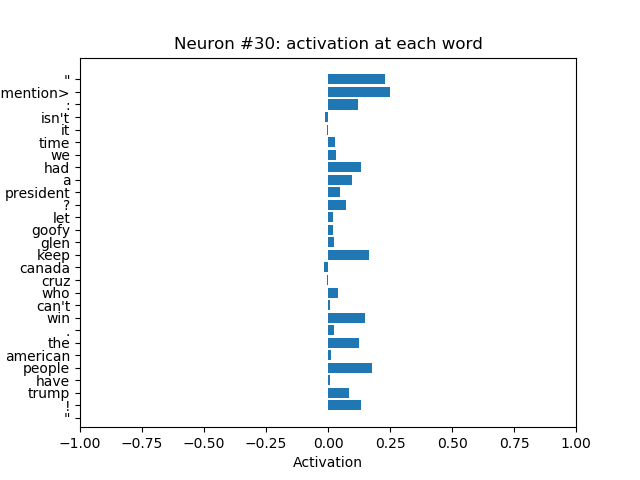 Neuron #30: activation at each word
"
mention>
:
isn't
it
time
we
had
a
president
?
let
goofy
glen
keep
canada
cruz
who
can't
win
.
the
american
people
have
trump
!
"
−1.00 −0.75 −0.50 −0.25 0.00 0.25 0.50 0.75 1.00
Activation